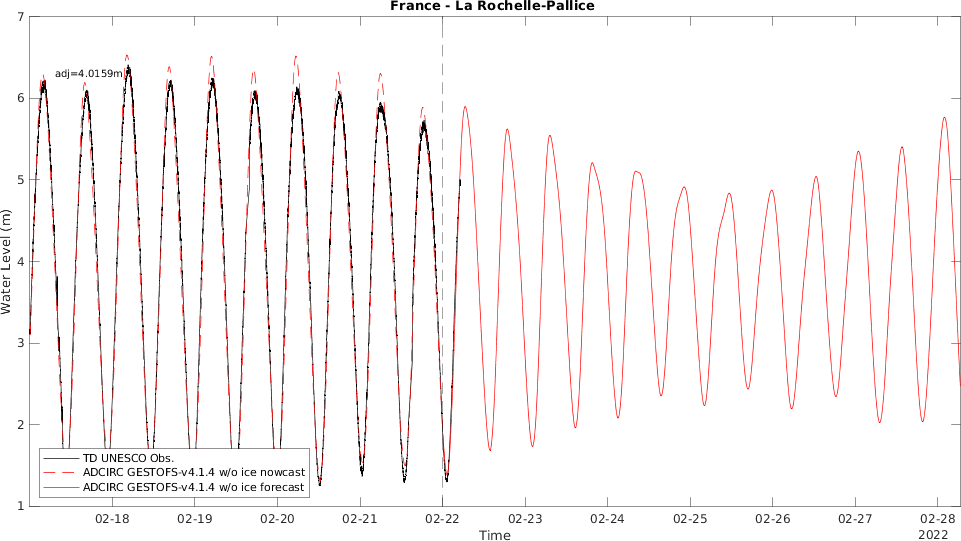 France - La Rochelle-Pallice
7
6
5
4
3
2
1
Water Level (m)
adj=4.0159m
TD UNESCO Obs.
ADCIRC GESTOFS-v4.1.4 w/o ice nowcast
ADCIRC GESTOFS-v4.1.4 w/o ice forecast
02-18 02-19 02-20 02-21 02-22 02-23 02-24 02-25 02-26 02-27 02-28
2022
Time